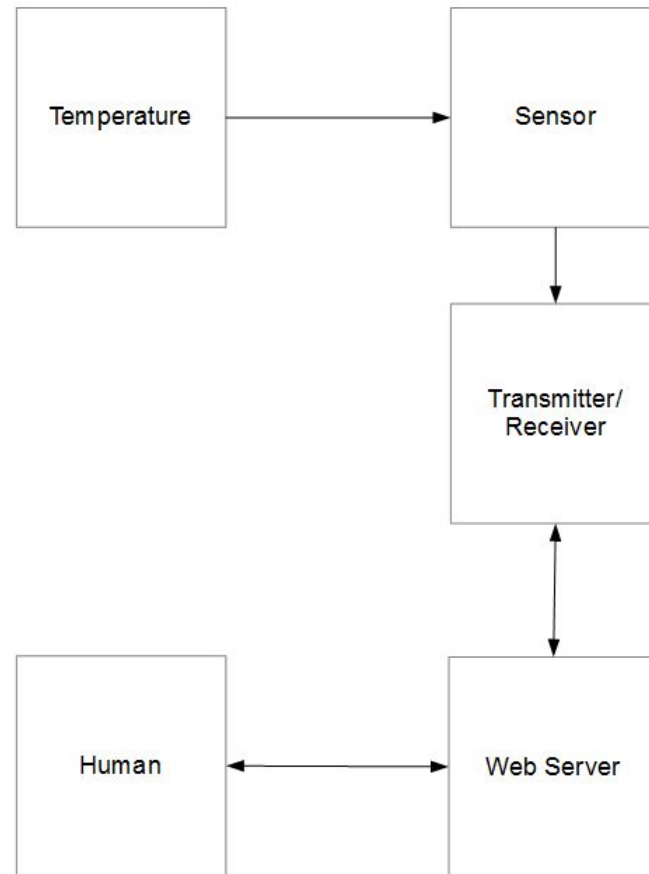 Temperature
Sensor
Transmitter/
Receiver
Human
Web Server